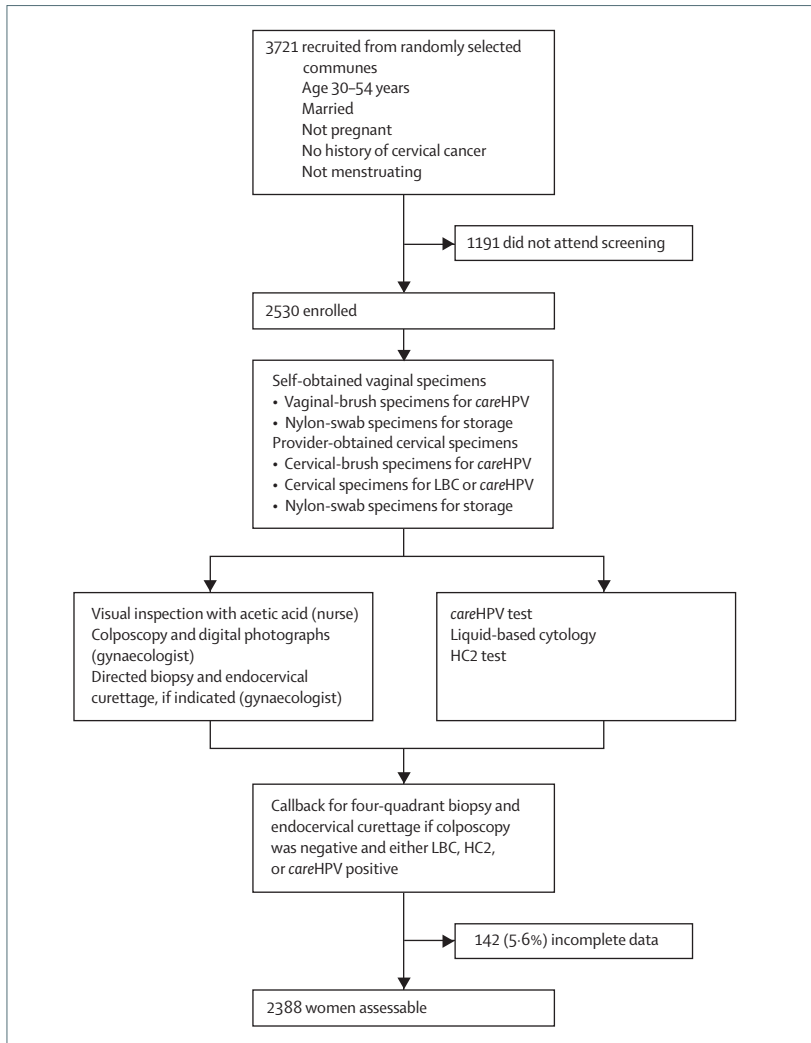 3721 recruited from randomly selected
communes
Age 30–54 years
Married
Not pregnant
No history of cervical cancer
Not menstruating
1191 did not attend screening
2530 enrolled
Self-obtained vaginal specimens
• Vaginal-brush specimens for careHPV
• Nylon-swab specimens for storage
Provider-obtained cervical specimens
• Cervical-brush specimens for careHPV
• Cervical specimens for LBC or careHPV
• Nylon-swab specimens for storage
Visual inspection with acetic acid (nurse)
Colposcopy and digital photographs
(gynaecologist)
Directed biopsy and endocervical
curettage, if indicated (gynaecologist)
careHPV test
Liquid-based cytology
HC2 test
Callback for four-quadrant biopsy and
endocervical curettage if colposcopy
was negative and either LBC, HC2,
or careHPV positive
142 (5·6%) incomplete data
2388 women assessable